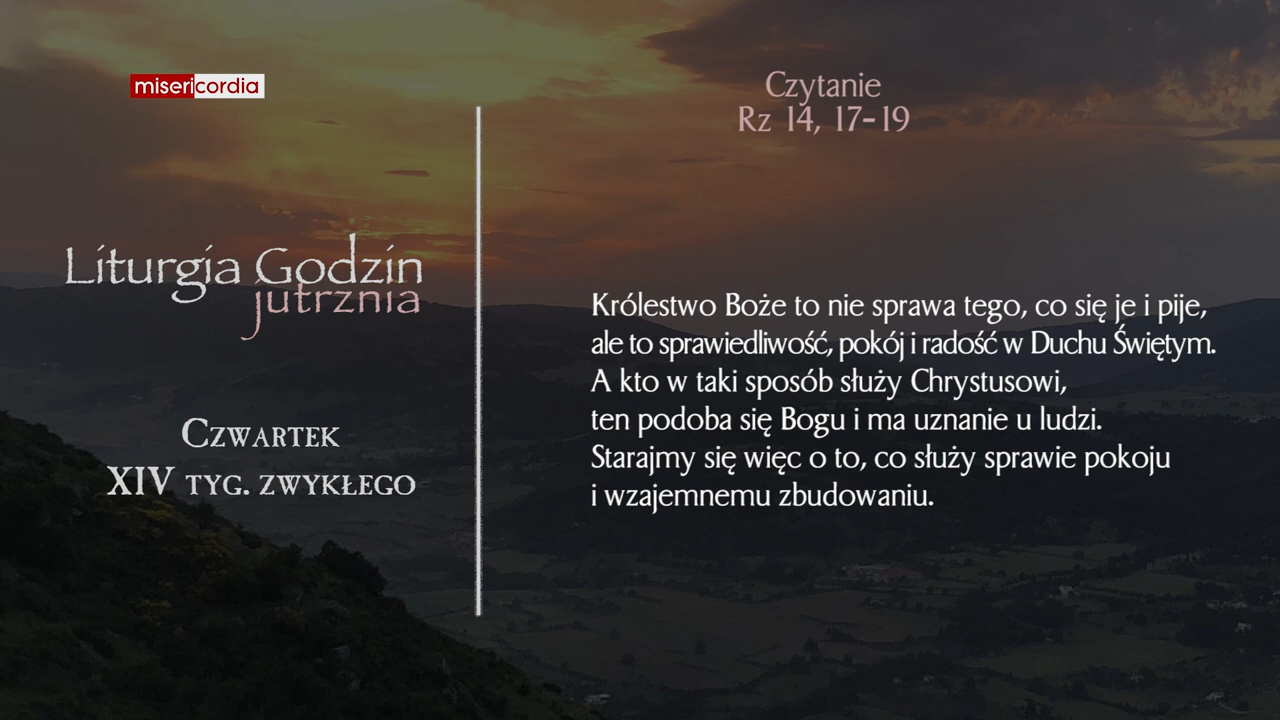 misericordia
Liturgia Godzin
jutrznia
Czwartek
XIV tyg. zwykłego
Czytanie
Rz 14, 17-19
Królestwo Boże to nie sprawa tego, co się je i pije,
ale to sprawiedliwość, pokój i radość w Duchu Świętym.
A kto w taki sposób służy Chrystusowi,
ten podoba się Bogu i ma uznanie u ludzi.
Starajmy się więc o to, co służy sprawie pokoju
i wzajemnemu zbudowaniu.